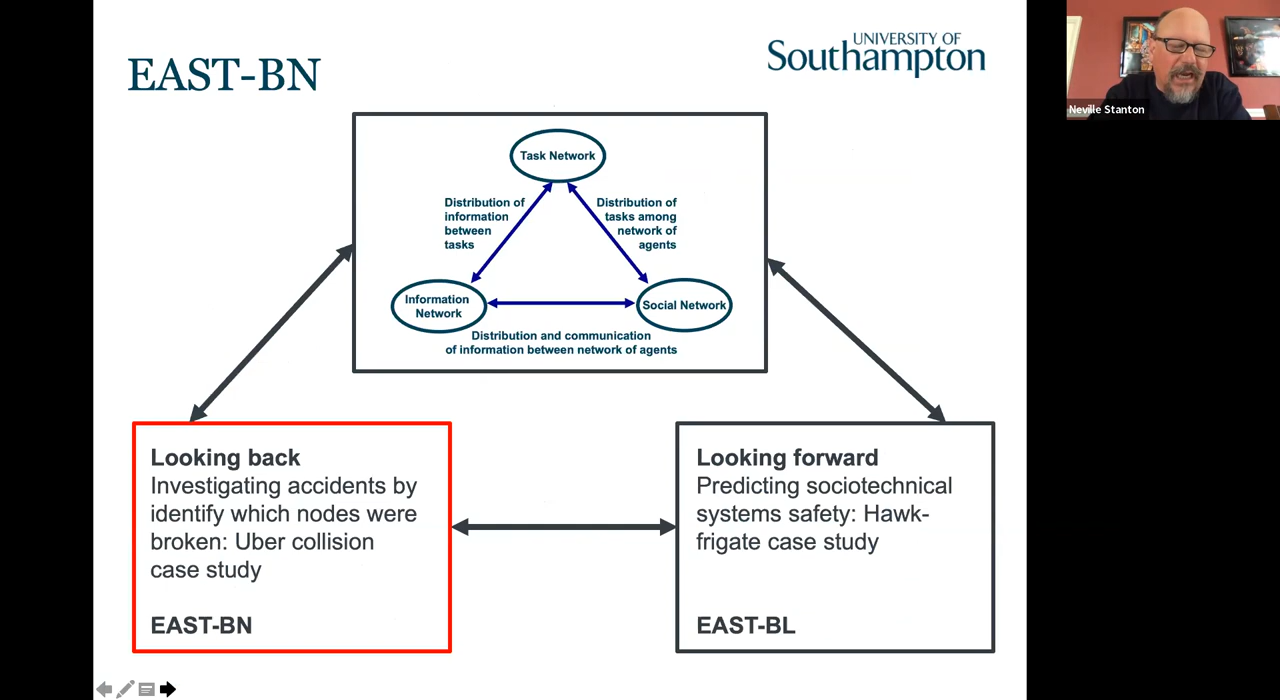 EAST-BN
UNIVERSITY OF
Southampton
Neville Stanton
Task Network
Distribution of
information
between
tasks
Distribution of
tasks among
network of
agents
Information
Network
Social Network
Distribution and communication
of information between network of agents
Looking back
Investigating accidents by
identify which nodes were
broken: Uber collision
case study
EAST-BN
Looking forward
Predicting sociotechnical
systems safety: Hawk-
frigate case study
EAST-BL